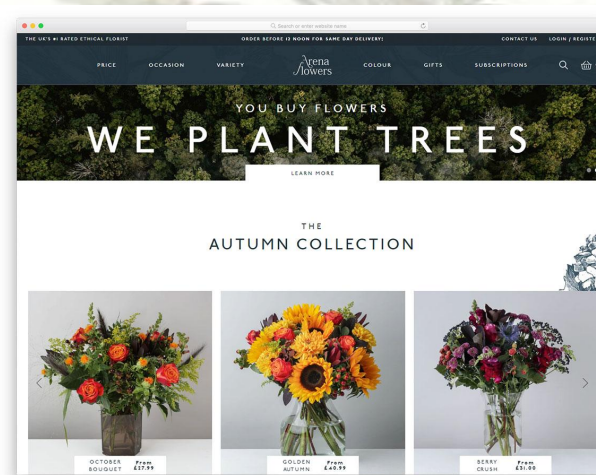 Search or enter website name
THE UK'S #1 RATED ETHICAL FLORIST
ORDER BEFORE 12 NOON FOR SAME DAY DELIVERY!
CONTACT US
LOGIN / REGISTE
PRICE
OCCASION
VARIETY
Arena
flowers
COLOUR
GIFTS
SUBSCRIPTIONS
YOU BUY FLOWERS
WE PLANT TREES
LEARN MORE
THE
AUTUMN COLLECTION
OCTOBER
BOUQUET
From
£27.99
GOLDEN
AUTUMN
From
£40.99
BERRY
CRUSH
From
£31.00